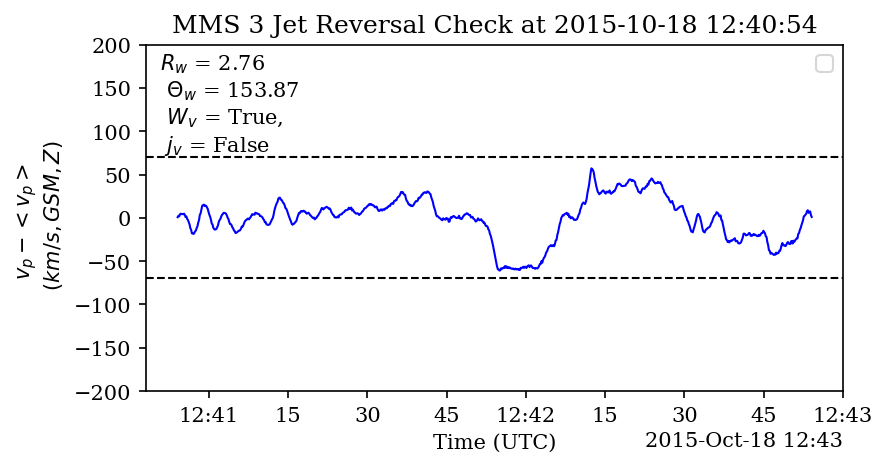 MMS 3 Jet Reversal Check at 2015-10-18 12:40:54
R_w = 2.76
Θ_w = 153.87
W_v = True,
j_v = False
200
150
100
50
0
−50
−100
−150
−200
v_p − < v_p >
(km/s, GSM, Z)
12:41 15 30 45 12:42 15 30 45 12:43
Time (UTC)
2015-Oct-18 12:43